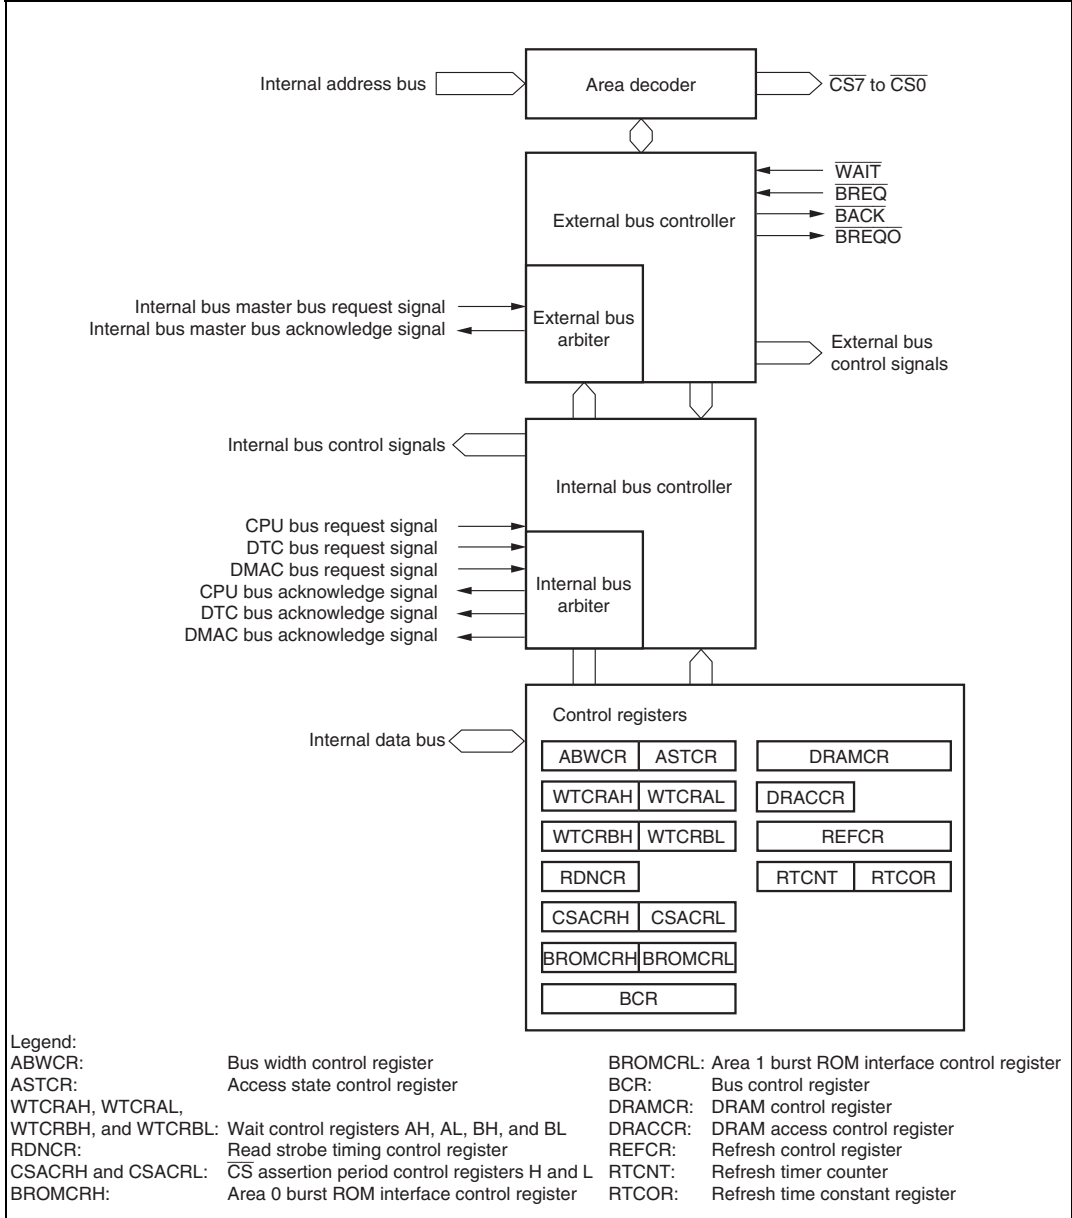 Internal address bus
Area decoder
CS7 to CS0
WAIT
BREQ
External bus controller
BACK
BREQO
Internal bus master bus request signal
Internal bus master bus acknowledge signal
External bus
arbiter
External bus
control signals
Internal bus control signals
Internal bus controller
CPU bus request signal
DTC bus request signal
DMAC bus request signal
CPU bus acknowledge signal
DTC bus acknowledge signal
DMAC bus acknowledge signal
Internal bus
arbiter
Control registers
Internal data bus
ABWCR ASTCR DRAMCR
WTCRAH WTCRAL DRACCR
WTCRBH WTCRBL REFCR
RDNCR RTCNT RTCOR
CSACRH CSACRL
BROMCRH BROMCRL
BCR
Legend:
ABWCR: Bus width control register
ASTCR: Access state control register
WTCRAH, WTCRAL,
WTCRBH, and WTCRBL: Wait control registers AH, AL, BH, and BL
RDNCR: Read strobe timing control register
CSACRH and CSACRL: CS assertion period control registers H and L
BROMCRH: Area 0 burst ROM interface control register
BROMCRL: Area 1 burst ROM interface control register
BCR: Bus control register
DRAMCR: DRAM control register
DRACCR: DRAM access control register
REFCR: Refresh control register
RTCNT: Refresh timer counter
RTCOR: Refresh time constant register